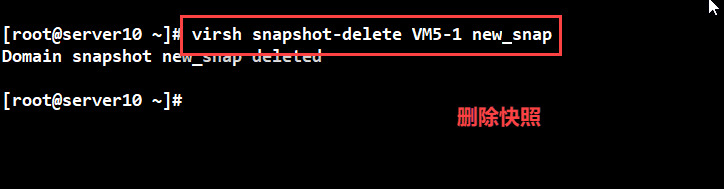 [root@server10 ~]# virsh snapshot-delete VM5-1 new_snap
Domain snapshot new_snap deleted
[root@server10 ~]#
删除快照